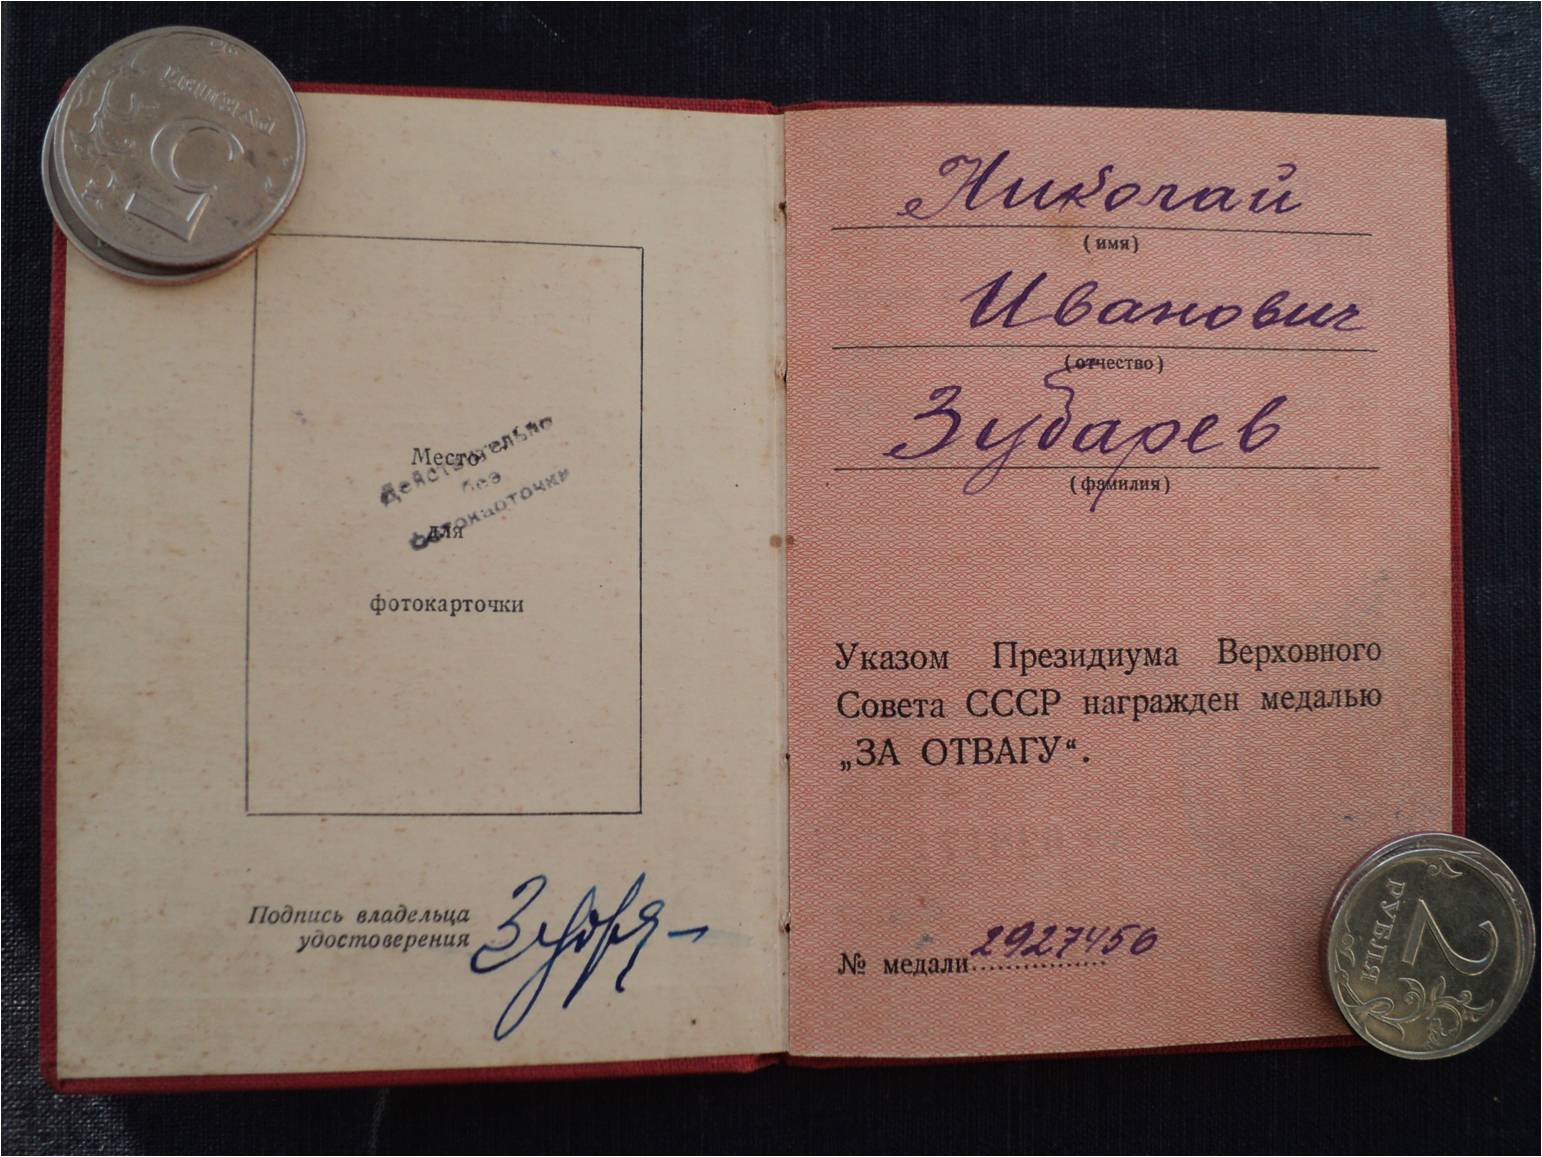 5
РУБЛЕЙ
Место
для
фотокарточки
Действительно
без
фотокарточки
Подпись владельца
удостоверения
Николай
(имя)
Иванович
(отчество)
Зубарев
(фамилия)
Указом Президиума Верховного
Совета СССР награжден медалью
„ЗА ОТВАГУ“.
№ медали 2927456
2
РУБЛЯ